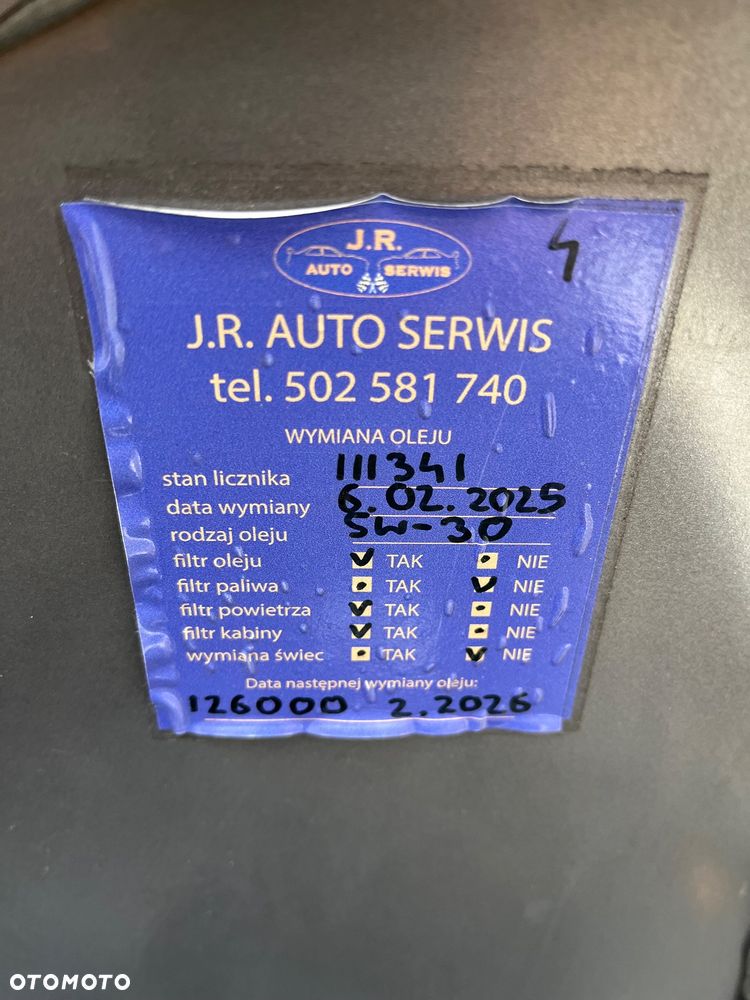 J.R.
AUTO SERWIS
J.R. AUTO SERWIS
tel. 502 581 740
WYMIANA OLEJU
stan licznika 111341
data wymiany 6.02.2025
rodzaj oleju 5W-30
filtr oleju TAK NIE
filtr paliwa TAK NIE
filtr powietrza TAK NIE
filtr kabiny TAK NIE
wymiana świec TAK NIE
Data następnej wymiany oleju:
126000 2.2026
OTOMOTO